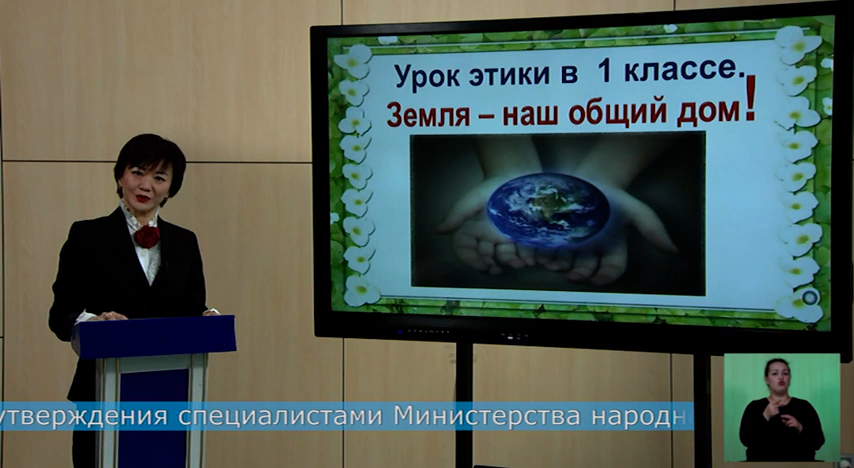 Урок этики в 1 классе.
Земля – наш общий дом!
утверждения специалистами Министерства народн